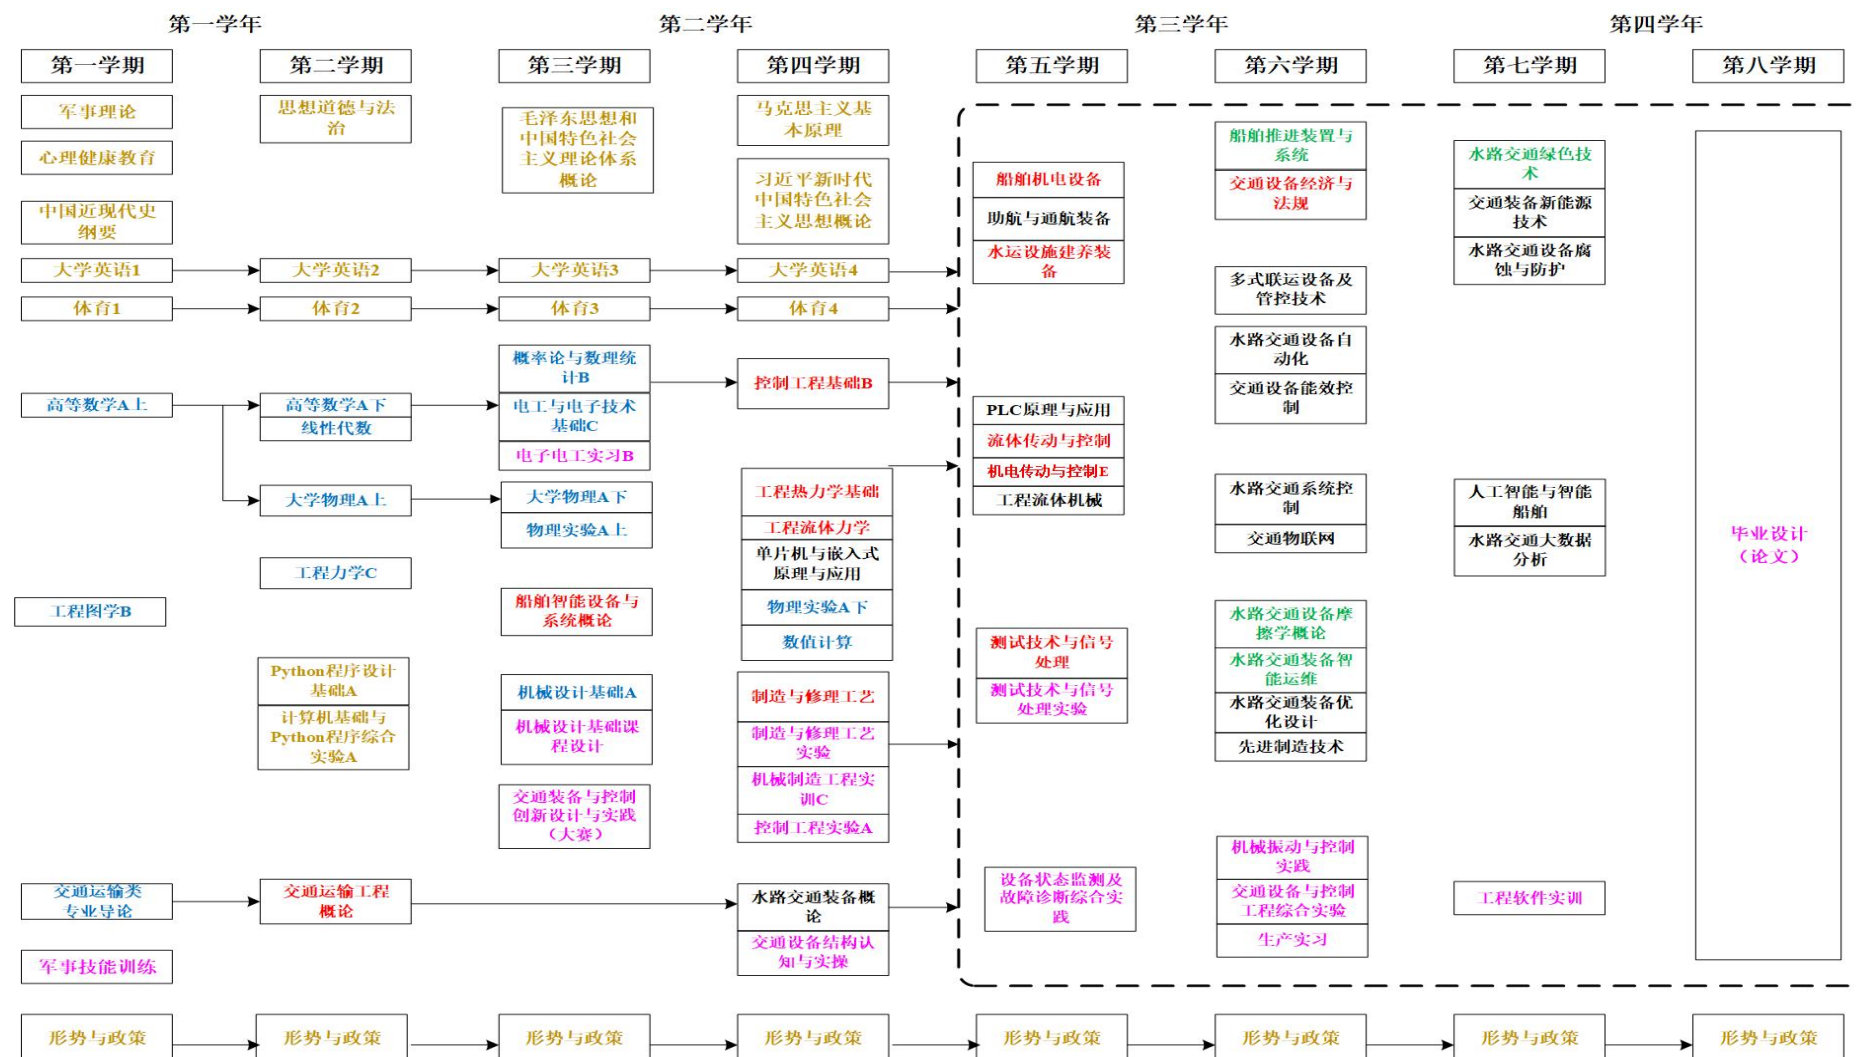 第一学年
第二学年
第三学年
第四学年
第一学期
第二学期
第三学期
第四学期
第五学期
第六学期
第七学期
第八学期
军事理论
心理健康教育
中国近现代史
纲要
大学英语1
体育1
高等数学A上
工程图学B
交通运输类
专业导论
军事技能训练
形势与政策
思想道德与法
治
大学英语2
体育2
高等数学A下
线性代数
大学物理A上
工程力学C
Python程序设计
基础A
计算机基础与
Python程序综合
实验A
交通运输工程
概论
形势与政策
毛泽东思想和
中国特色社会
主义理论体系
概论
大学英语3
体育3
概率论与数理统
计B
电工与电子技术
基础C
电子电工实习B
大学物理A下
物理实验A上
船舶智能设备与
系统概论
机械设计基础A
机械设计基础课
程设计
交通装备与控制
创新设计与实践
（大赛）
形势与政策
马克思主义基
本原理
习近平新时代
中国特色社会
主义思想概论
大学英语4
体育4
控制工程基础B
工程热力学基础
工程流体力学
单片机与嵌入式
原理与应用
物理实验A下
数值计算
制造与修理工艺
制造与修理工艺
实验
机械制造工程实
训C
控制工程实验A
水路交通装备概
论
交通设备结构认
知与实操
形势与政策
船舶机电设备
助航与通航装备
水运设施建养装
备
PLC原理与应用
流体传动与控制
机电传动与控制E
工程流体机械
测试技术与信号
处理
测试技术与信号
处理实验
设备状态监测及
故障诊断综合实
践
形势与政策
船舶推进装置与
系统
交通设备经济与
法规
多式联运设备及
管控技术
水路交通设备自
动化
交通设备能效控
制
水路交通系统控
制
交通物联网
水路交通设备摩
擦学概论
水路交通装备智
能运维
水路交通装备优
化设计
先进制造技术
机械振动与控制
实践
交通设备与控制
工程综合实验
生产实习
形势与政策
水路交通绿色技
术
交通装备新能源
技术
水路交通设备腐
蚀与防护
人工智能与智能
船舶
水路交通大数据
分析
工程软件实训
形势与政策
毕业设计
（论文）
形势与政策